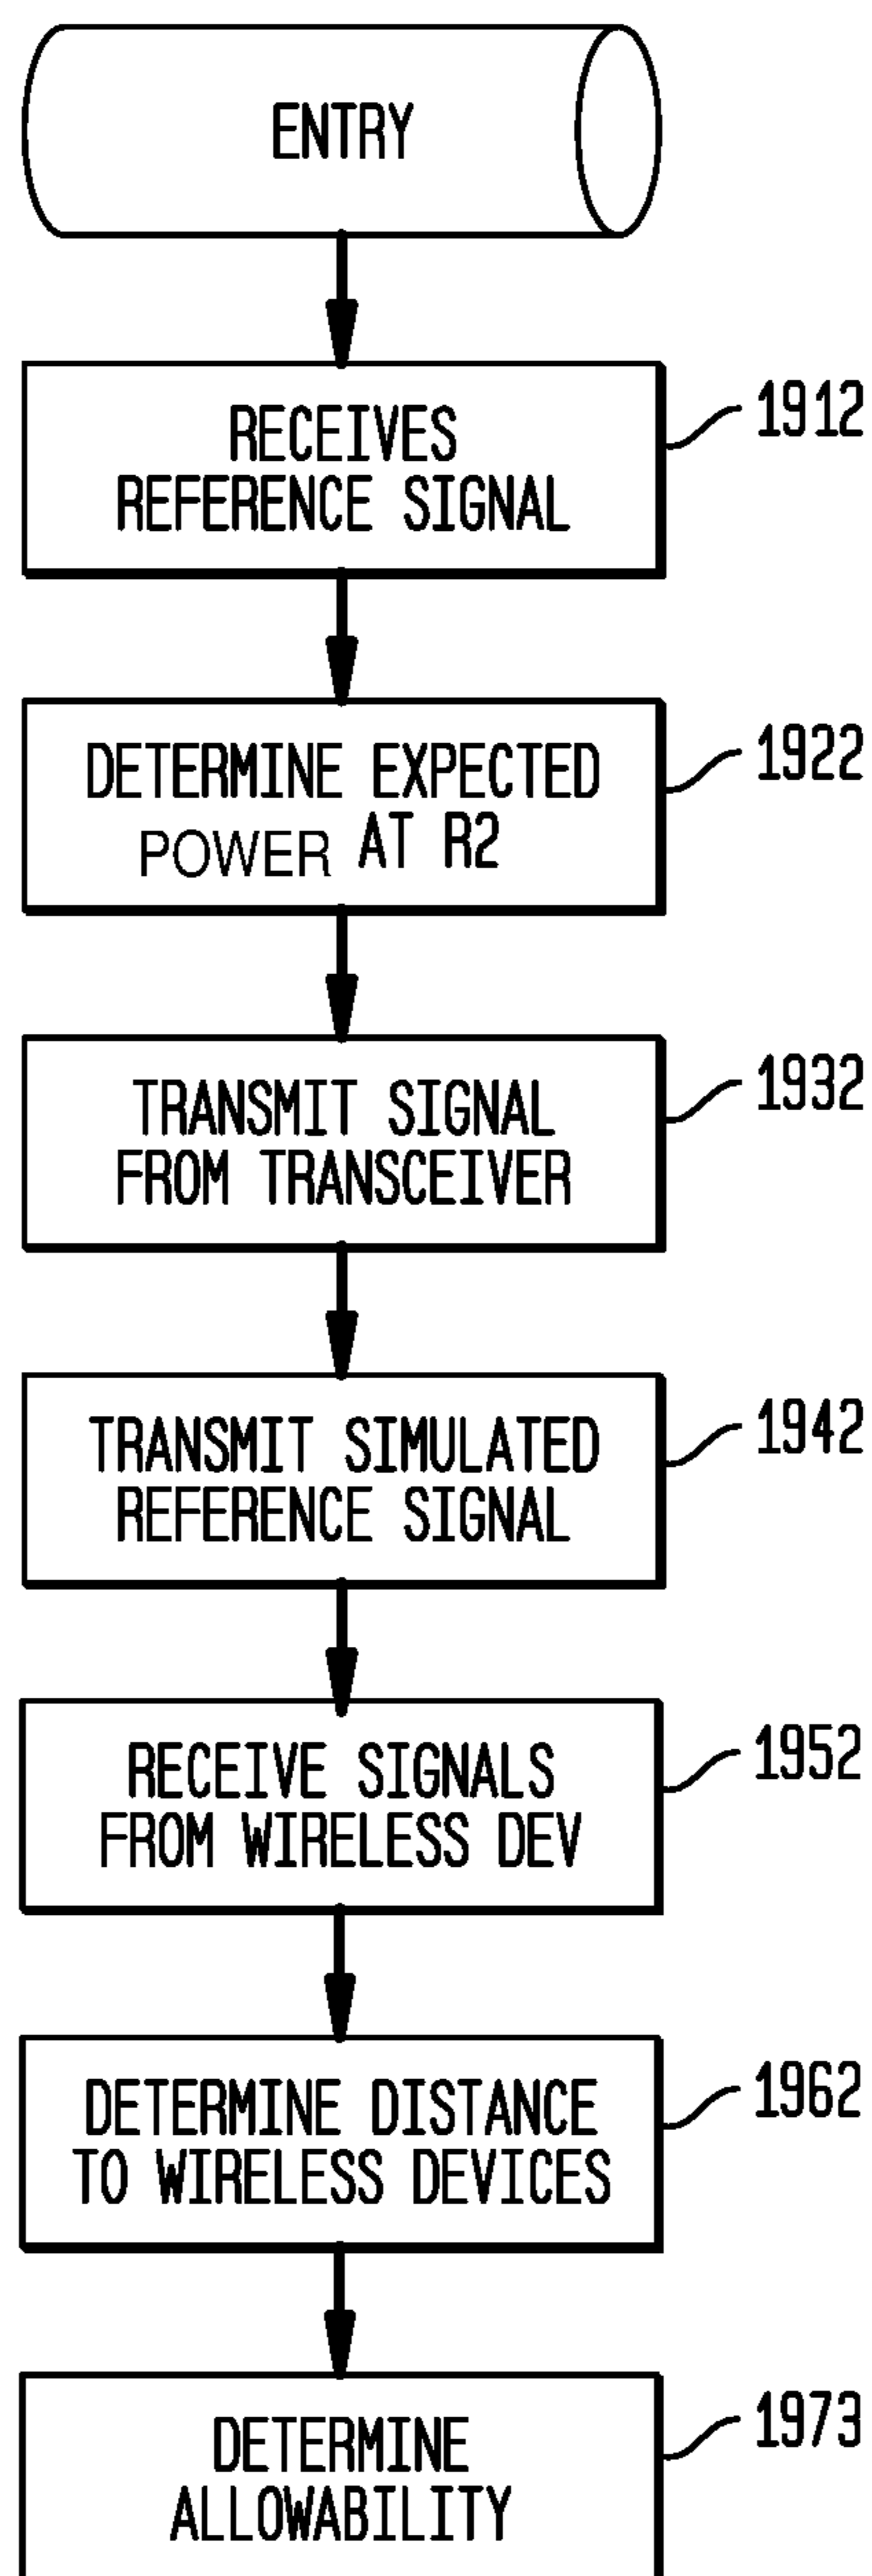 ENTRY
RECEIVES
REFERENCE SIGNAL
1912
DETERMINE EXPECTED
POWER AT R2
1922
TRANSMIT SIGNAL
FROM TRANSCEIVER
1932
TRANSMIT SIMULATED
REFERENCE SIGNAL
1942
RECEIVE SIGNALS
FROM WIRELESS DEV
1952
DETERMINE DISTANCE
TO WIRELESS DEVICES
1962
DETERMINE
ALLOWABILITY
1973